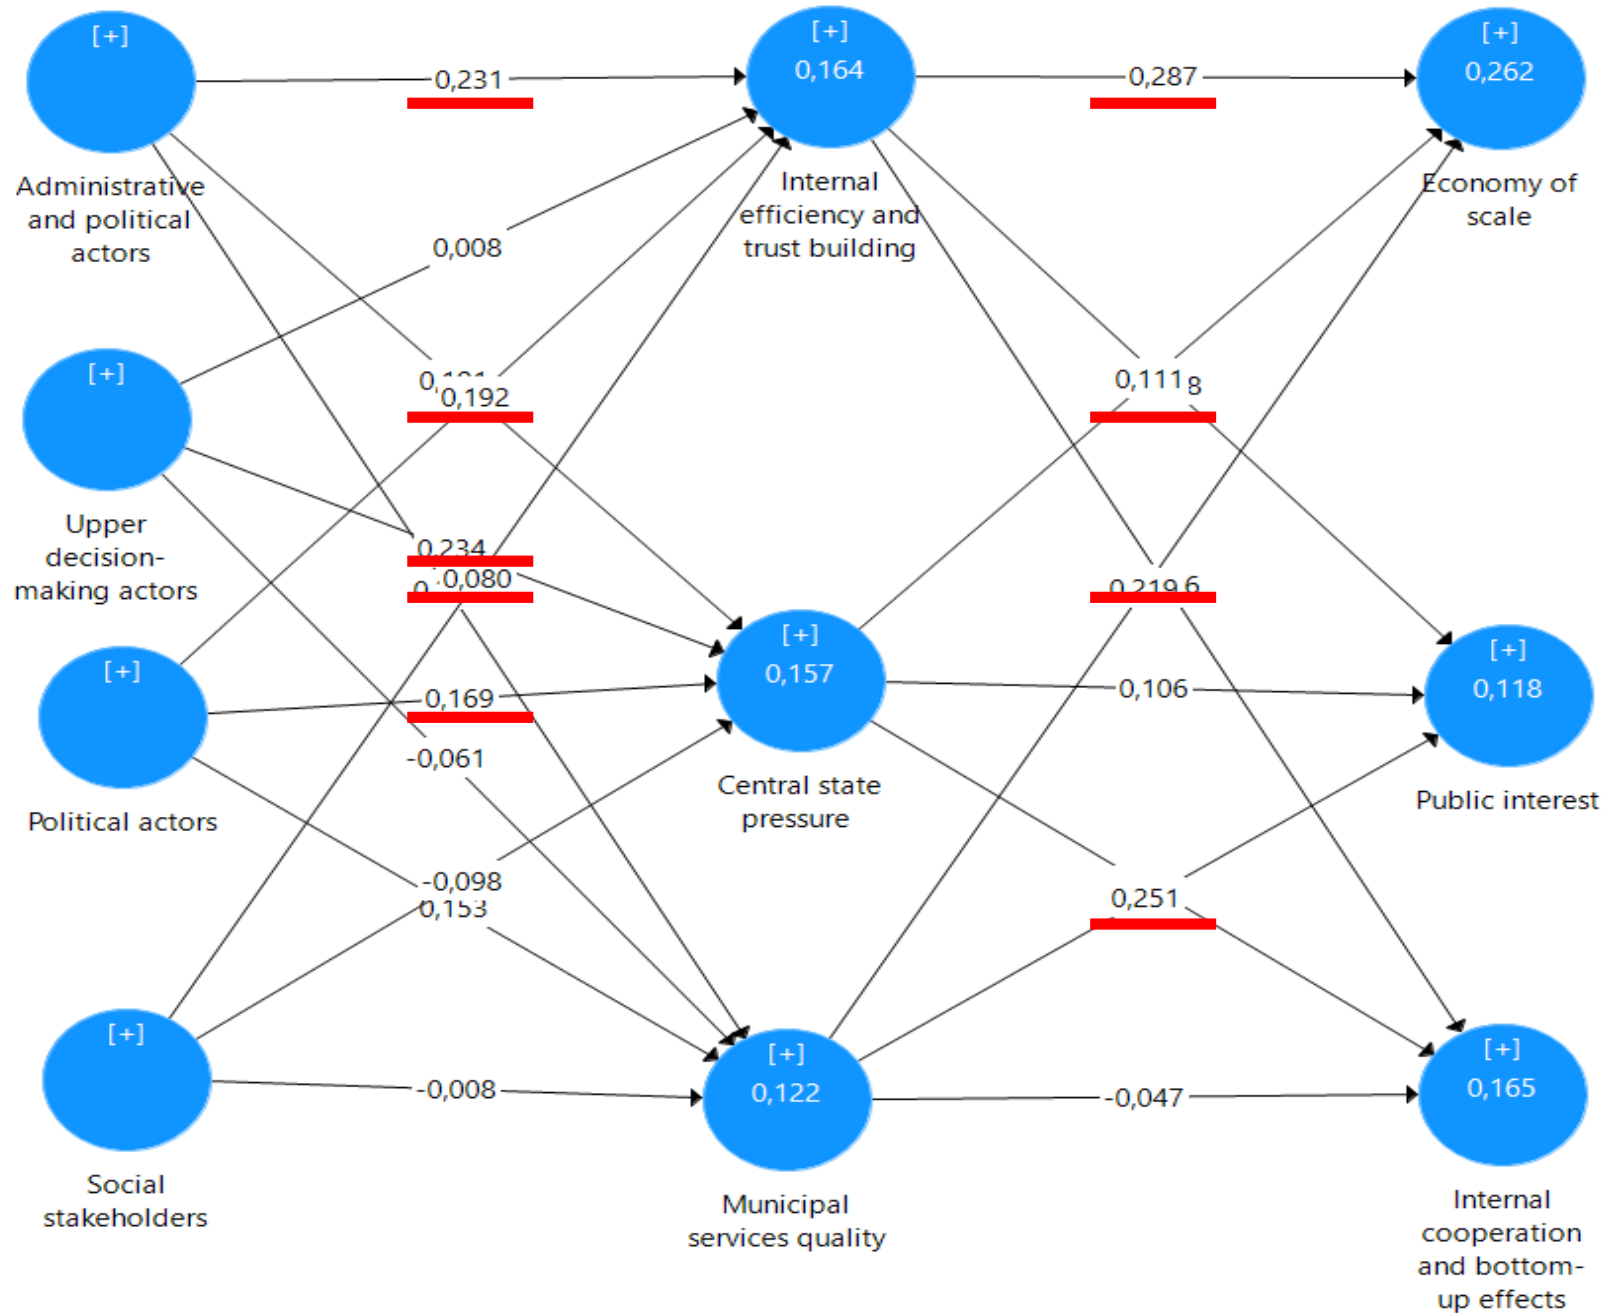 [+]
Administrative
and political
actors
0,231
[+]
0,164
Internal
efficiency and
trust building
0,287
[+]
0,262
Economy of
scale
0,008
[+]
Upper
decision-
making actors
0,192
0,111
8
0,234
0,080
0,219
6
[+]
Political actors
0,169
-0,061
[+]
0,157
Central state
pressure
0,106
[+]
0,118
Public interest
-0,098
0,153
0,251
[+]
Social
stakeholders
-0,008
[+]
0,122
Municipal
services quality
-0,047
[+]
0,165
Internal
cooperation
and bottom-
up effects